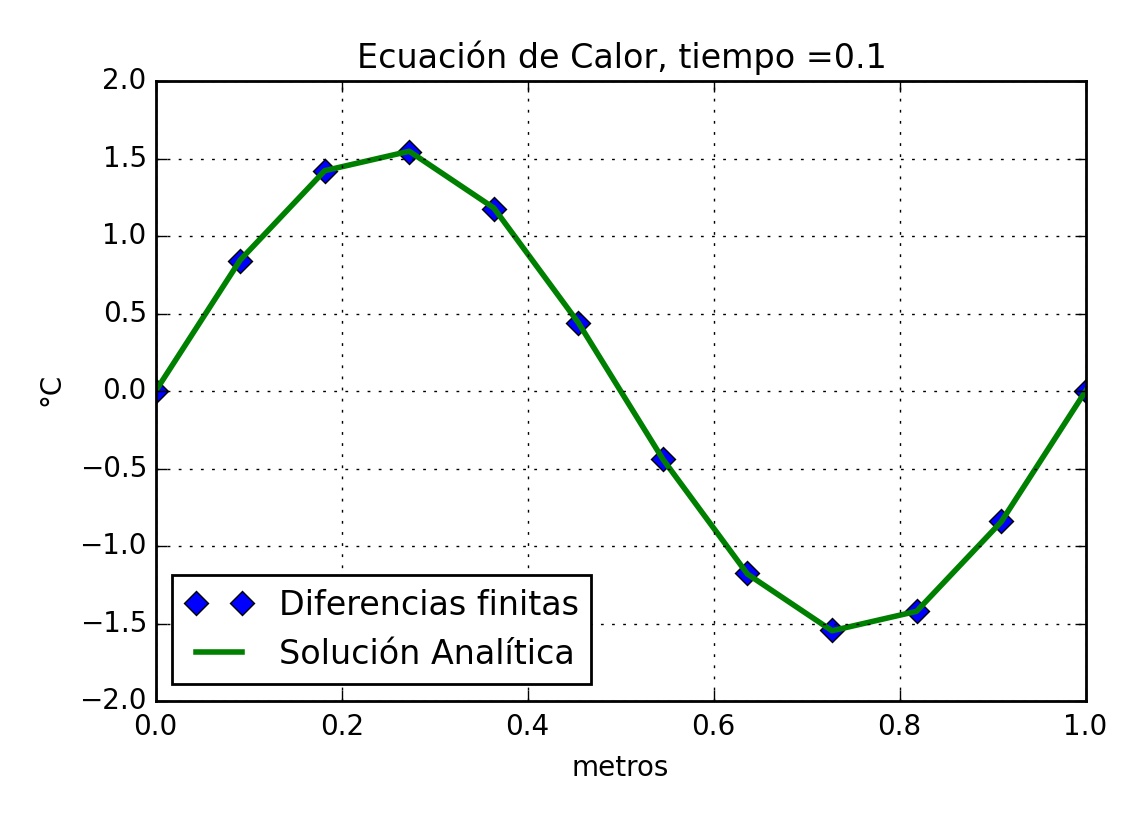 Ecuación de Calor, tiempo =0.1
2.0
1.5
1.0
0.5
0.0
−0.5
−1.0
−1.5
−2.0
°C
Diferencias finitas
Solución Analítica
0.0 0.2 0.4 0.6 0.8 1.0
metros